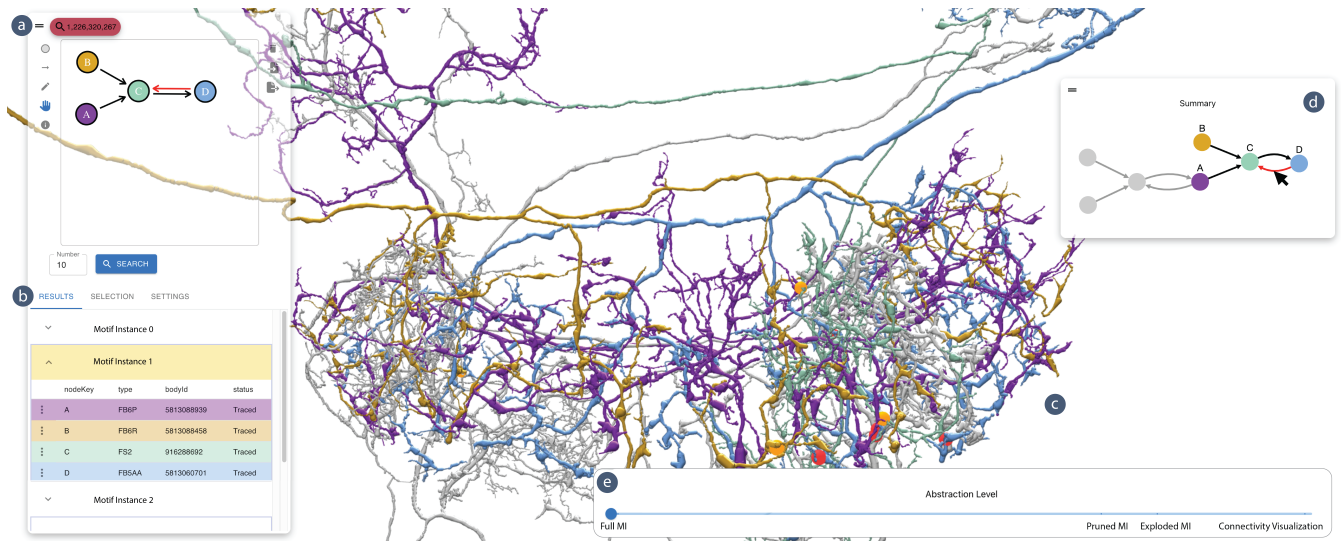 a
1,226,320,267
B
C
D
A
Number
10
SEARCH
b
RESULTS SELECTION SETTINGS
Motif Instance 0
Motif Instance 1
nodeKey type bodyId status
A FB6P 5813088939 Traced
B FB6R 5813088458 Traced
C FS2 916288692 Traced
D FB5AA 5813060701 Traced
Motif Instance 2
c
d
Summary
B
C
D
A
e
Abstraction Level
Full MI Pruned MI Exploded MI Connectivity Visualization